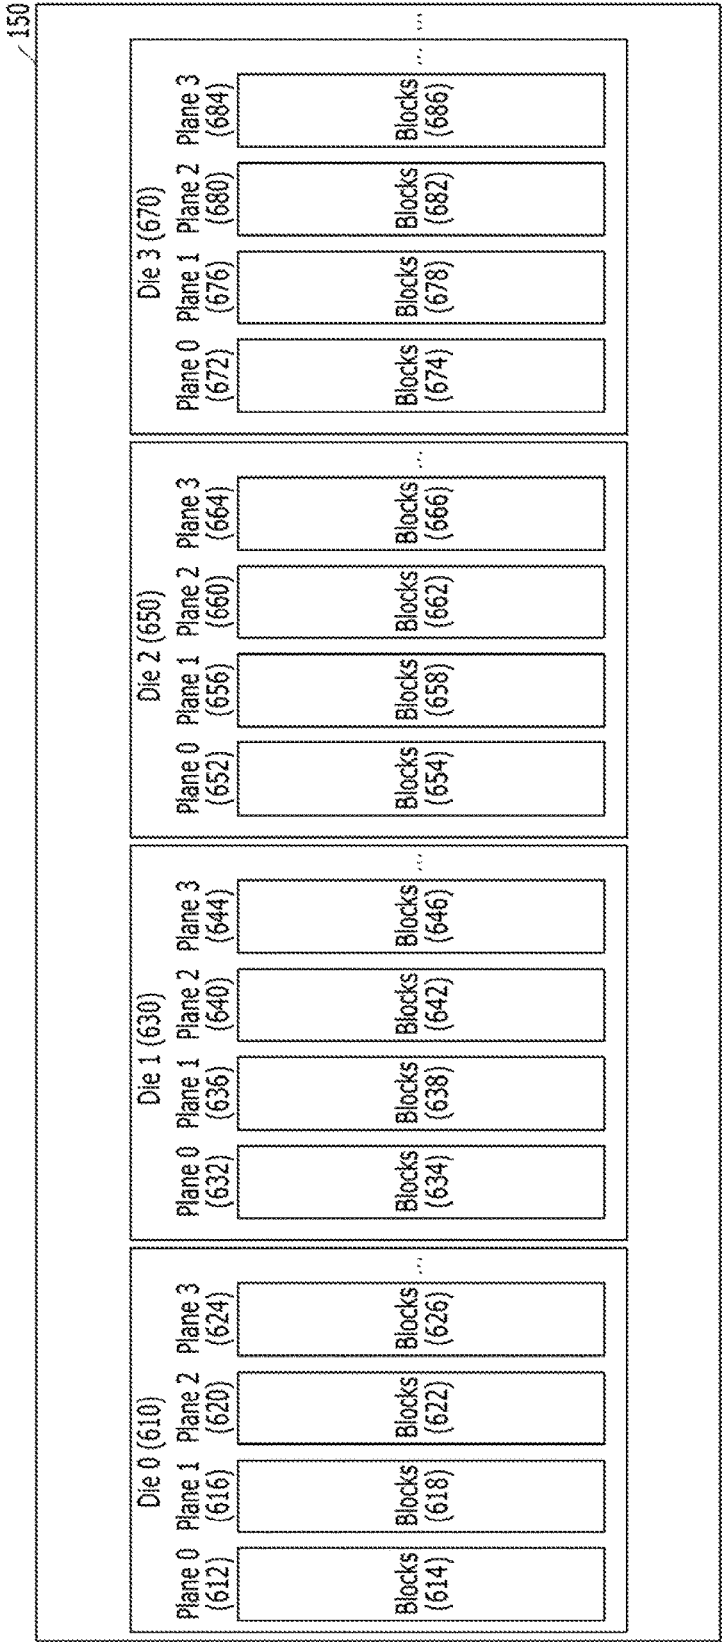 150
Die 0 (610)
Plane 0
(612)
Plane 1
(616)
Plane 2
(620)
Plane 3
(624)
Blocks
(614)
Blocks
(618)
Blocks
(622)
Blocks
(626)
...
Die 1 (630)
Plane 0
(632)
Plane 1
(636)
Plane 2
(640)
Plane 3
(644)
Blocks
(634)
Blocks
(638)
Blocks
(642)
Blocks
(646)
...
Die 2 (650)
Plane 0
(652)
Plane 1
(656)
Plane 2
(660)
Plane 3
(664)
Blocks
(654)
Blocks
(658)
Blocks
(662)
Blocks
(666)
...
Die 3 (670)
Plane 0
(672)
Plane 1
(676)
Plane 2
(680)
Plane 3
(684)
Blocks
(674)
Blocks
(678)
Blocks
(682)
Blocks
(686)
...
...